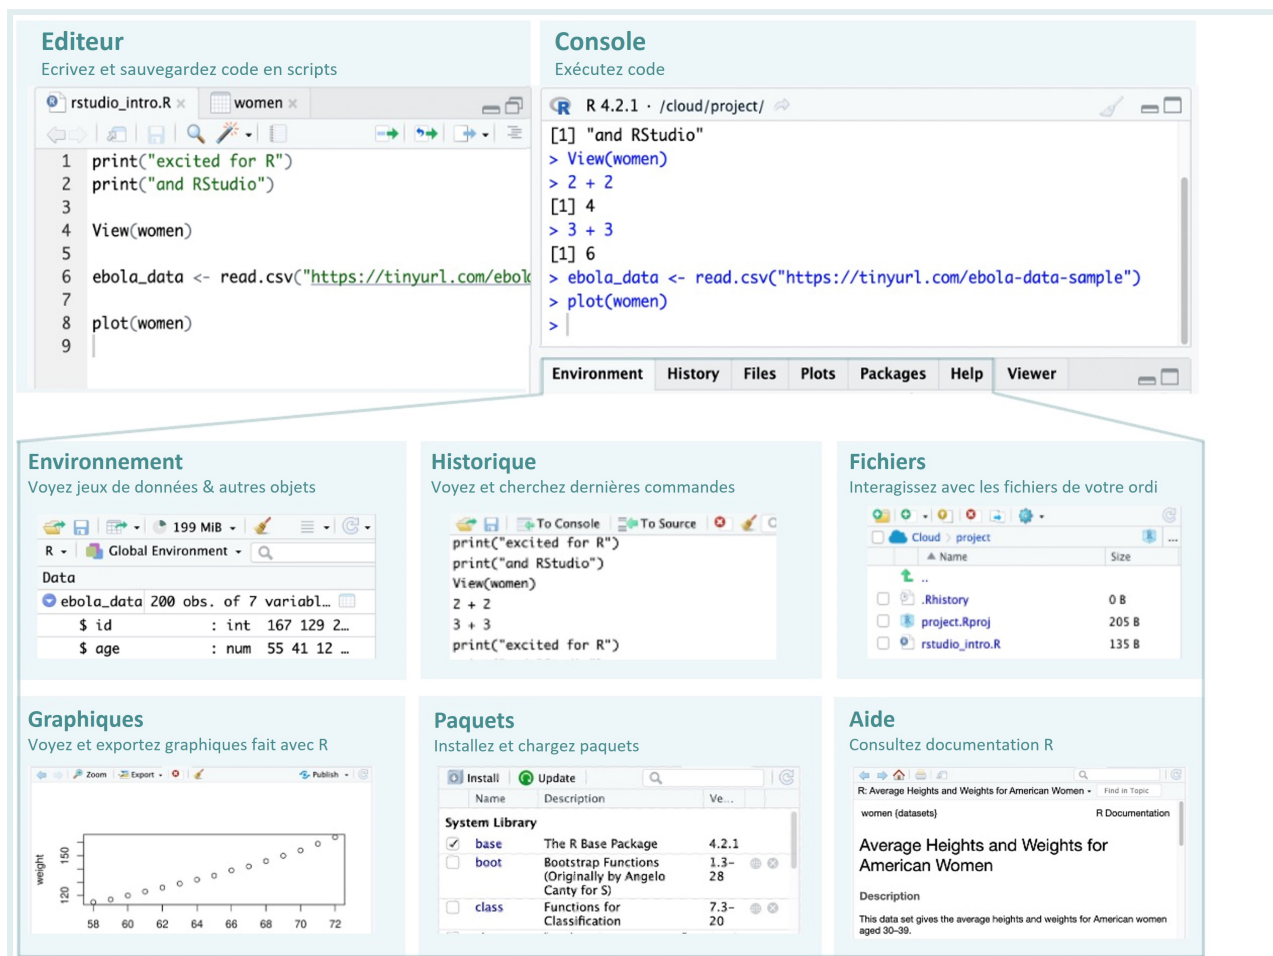 Editeur
Ecrivez et sauvegardez code en scripts
rstudio_intro.R
women
1 print("excited for R")
2 print("and RStudio")
3
4 View(women)
5
6 ebola_data <- read.csv("https://tinyurl.com/ebol
7
8 plot(women)
9
Console
Exécutez code
R 4.2.1 · /cloud/project/
[1] "and RStudio"
> View(women)
> 2 + 2
[1] 4
> 3 + 3
[1] 6
> ebola_data <- read.csv("https://tinyurl.com/ebola-data-sample")
> plot(women)
>
Environment History Files Plots Packages Help Viewer
Environnement
Voyez jeux de données & autres objets
199 MiB
R Global Environment
Data
ebola_data 200 obs. of 7 variabl…
$ id : int 167 129 2…
$ age : num 55 41 12 …
Historique
Voyez et cherchez dernières commandes
To Console To Source
print("excited for R")
print("and RStudio")
View(women)
2 + 2
3 + 3
print("excited for R")
Fichiers
Interagissez avec les fichiers de votre ordi
Cloud project ...
Name Size
..
.Rhistory 0 B
project.Rproj 205 B
rstudio_intro.R 135 B
Graphiques
Voyez et exportez graphiques fait avec R
Zoom Export Publish
weight
120 150
58 60 62 64 66 68 70 72
Paquets
Installez et chargez paquets
Install Update
Name Description Ve...
System Library
base The R Base Package 4.2.1
boot Bootstrap Functions 1.3-
(Originally by Angelo 28
Canty for S)
class Functions for 7.3-
Classification 20
Aide
Consultez documentation R
R: Average Heights and Weights for American Women Find in Topic
women {datasets} R Documentation
Average Heights and Weights for
American Women
Description
This data set gives the average heights and weights for American women
aged 30–39.